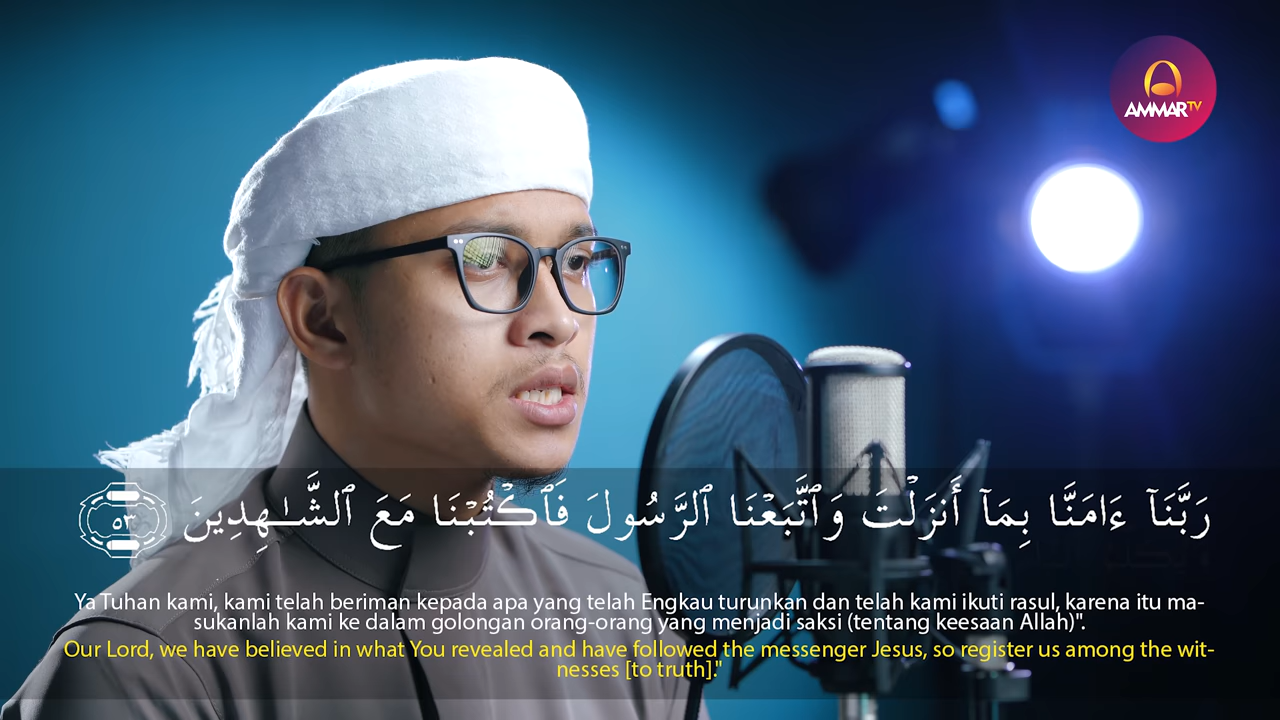 AMMAR TV
رَبَّنَآ ءَامَنَّا بِمَآ أَنزَلْتَ وَٱتَّبَعْنَا ٱلرَّسُولَ فَٱكْتُبْنَا مَعَ ٱلشَّـٰهِدِينَ ٥٣
Ya Tuhan kami, kami telah beriman kepada apa yang telah Engkau turunkan dan telah kami ikuti rasul, karena itu ma-
sukanlah kami ke dalam golongan orang-orang yang menjadi saksi (tentang keesaan Allah)".
Our Lord, we have believed in what You revealed and have followed the messenger Jesus, so register us among the wit-
nesses [to truth]."